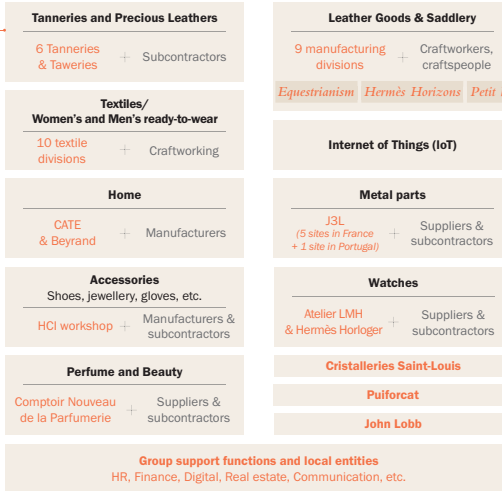 Tanneries and Precious Leathers
6 Tanneries
& Taweries
+
Subcontractors
Textiles/
Women's and Men's ready-to-wear
10 textile
divisions
+
Craftworking
Home
CATE
& Beyrand
+
Manufacturers
Accessories
Shoes, jewellery, gloves, etc.
HCI workshop
+
Manufacturers &
subcontractors
Perfume and Beauty
Comptoir Nouveau
de la Parfumerie
+
Suppliers &
subcontractors
Leather Goods & Saddlery
9 manufacturing
divisions
+
Craftworkers,
craftspeople
Equestrianism Hermès Horizons Petit
Internet of Things (IoT)
Metal parts
J3L
(5 sites in France
+ 1 site in Portugal)
+
Suppliers &
subcontractors
Watches
Atelier LMH
& Hermès Horloger
+
Suppliers &
subcontractors
Cristalleries Saint-Louis
Puiforcat
John Lobb
Group support functions and local entities
HR, Finance, Digital, Real estate, Communication, etc.